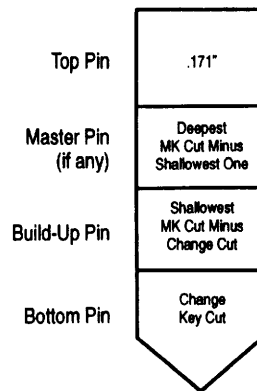 Top Pin
.171"
Master Pin
(if any)
Deepest
MK Cut Minus
Shallowest One
Build-Up Pin
Shallowest
MK Cut Minus
Change Cut
Bottom Pin
Change
Key Cut